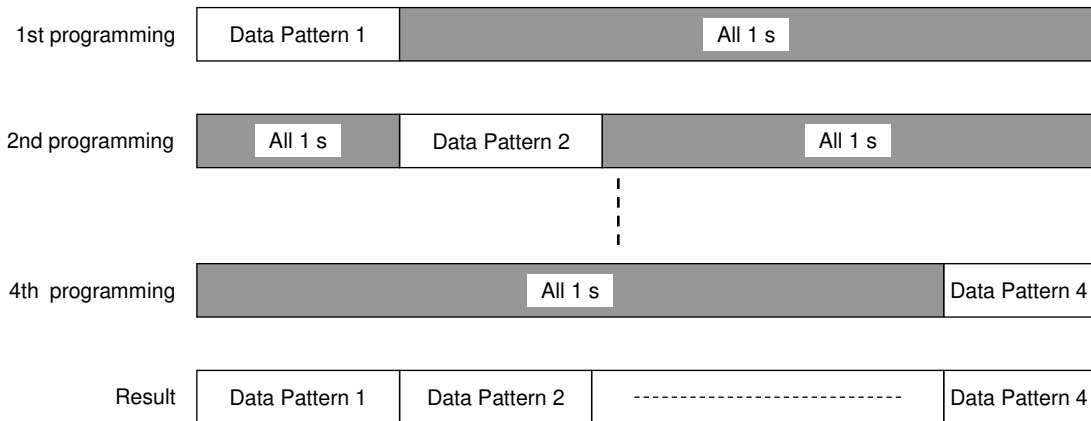 1st programming Data Pattern 1 All 1 s
2nd programming All 1 s Data Pattern 2 All 1 s
4th programming All 1 s Data Pattern 4
Result Data Pattern 1 Data Pattern 2 Data Pattern 4